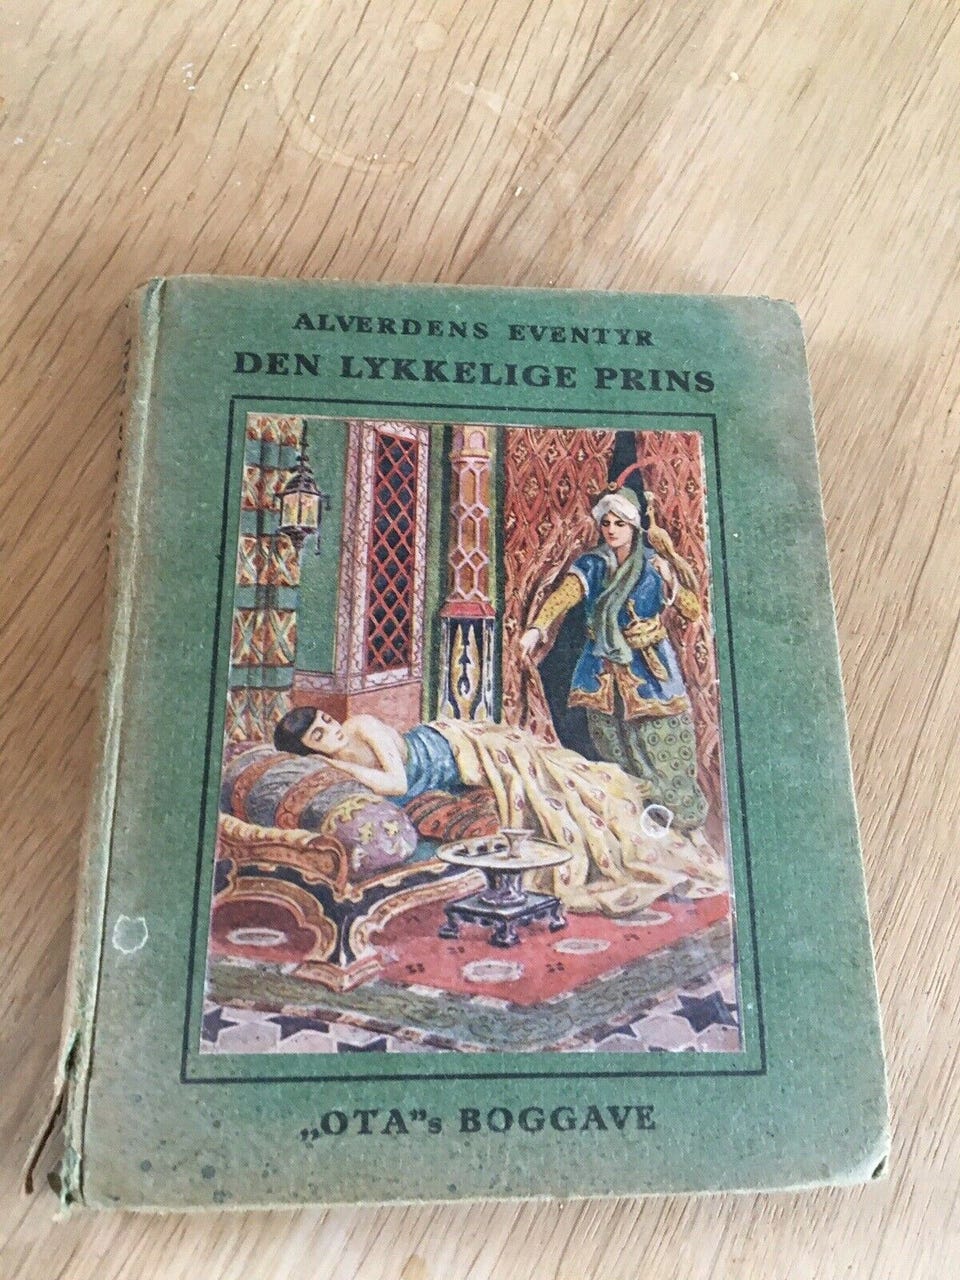 ALVERDENS EVENTYR
DEN LYKKELIGE PRINS
„OTA”s BOGGAVE